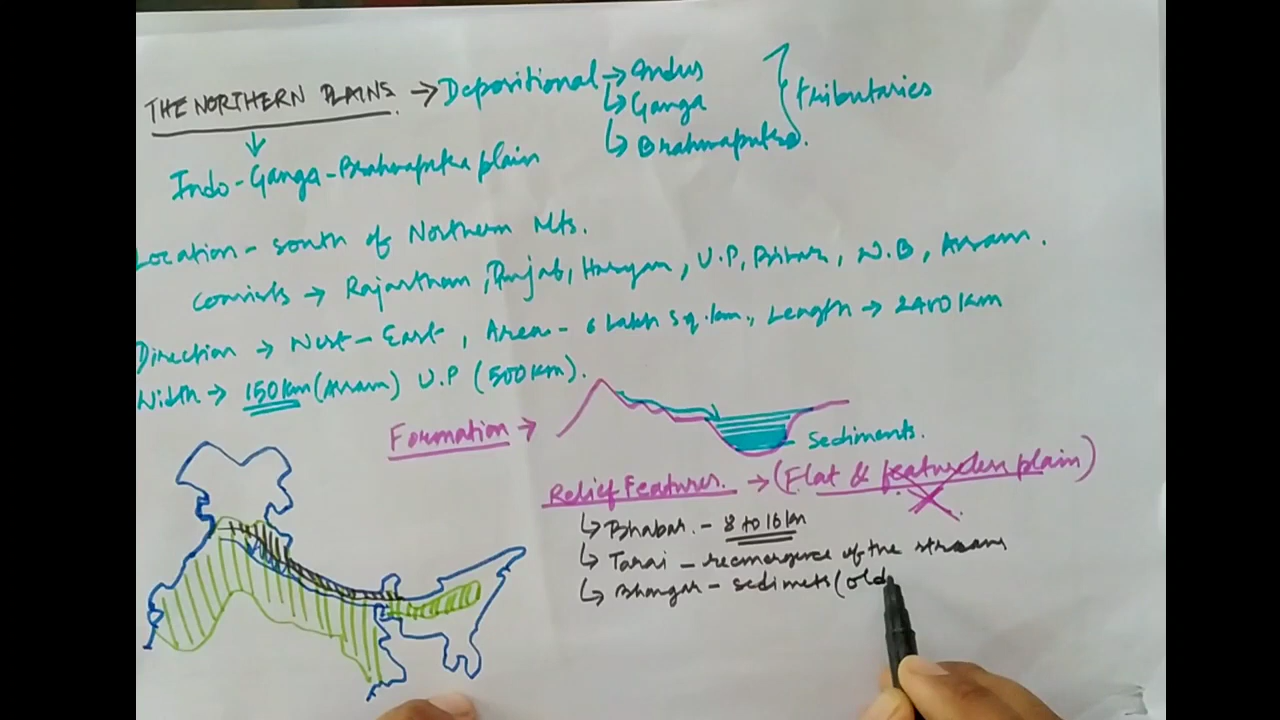 THE NORTHERN PLAINS. → Depositional → Indus
↳ Ganga
↳ Brahmaputra.
} tributaries
↓
Indo-Ganga-Brahmaputra plain
Location - south of Northern Mts.
consists → Rajasthan, Punjab, Haryana, U.P, Bihar, W.B, Assam.
Direction → West - East, Area - 6 lakh sq.km., Length → 2400 km
Width → 150 km (Assam) U.P (500 km).
Formation →
Sediments.
Relief Features. → (Flat & featureless plain)
↳ Bhabar. - 8 to 16 km
↳ Tarai - reemergence of the streams
↳ Bhangar - sedimets (old